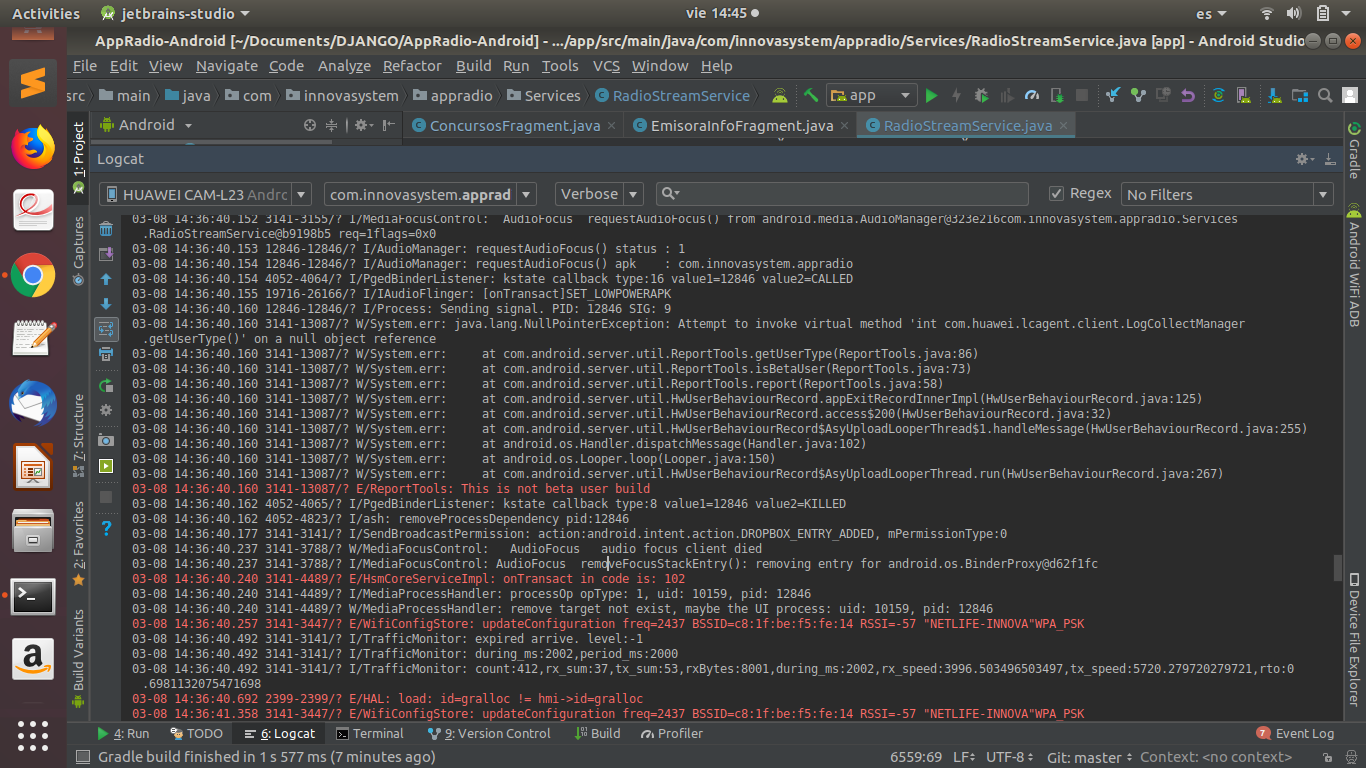 Activities
jetbrains-studio
vie 14:45
es
AppRadio-Android [~/Documents/DJANGO/AppRadio-Android] - .../app/src/main/java/com/innovasystem/appradio/Services/RadioStreamService.java [app] - Android Studio
File Edit View Navigate Code Analyze Refactor Build Run Tools VCS Window Help
src main java com innovasystem appradio Services RadioStreamService app
Android
ConcursosFragment.java EmisoraInfoFragment.java RadioStreamService.java
Logcat
HUAWEI CAM-L23 Andro com.innovasystem.apprad Verbose Regex No Filters
03-08 14:36:40.152 3141-3155/? I/MediaFocusControl:  AudioFocus  requestAudioFocus() from android.media.AudioManager@323e216com.innovasystem.appradio.Services
.RadioStreamService@b9198b5 req=1flags=0x0
03-08 14:36:40.153 12846-12846/? I/AudioManager: requestAudioFocus() status : 1
03-08 14:36:40.154 12846-12846/? I/AudioManager: requestAudioFocus() apk    : com.innovasystem.appradio
03-08 14:36:40.154 4052-4064/? I/PgedBinderListener: kstate callback type:16 value1=12846 value2=CALLED
03-08 14:36:40.155 19716-26166/? I/IAudioFlinger: [onTransact]SET_LOWPOWERAPK
03-08 14:36:40.160 12846-12846/? I/Process: Sending signal. PID: 12846 SIG: 9
03-08 14:36:40.160 3141-13087/? W/System.err: java.lang.NullPointerException: Attempt to invoke virtual method 'int com.huawei.lcagent.client.LogCollectManager
.getUserType()' on a null object reference
03-08 14:36:40.160 3141-13087/? W/System.err:     at com.android.server.util.ReportTools.getUserType(ReportTools.java:86)
03-08 14:36:40.160 3141-13087/? W/System.err:     at com.android.server.util.ReportTools.isBetaUser(ReportTools.java:73)
03-08 14:36:40.160 3141-13087/? W/System.err:     at com.android.server.util.ReportTools.report(ReportTools.java:58)
03-08 14:36:40.160 3141-13087/? W/System.err:     at com.android.server.util.HwUserBehaviourRecord.appExitRecordInnerImpl(HwUserBehaviourRecord.java:125)
03-08 14:36:40.160 3141-13087/? W/System.err:     at com.android.server.util.HwUserBehaviourRecord.access$200(HwUserBehaviourRecord.java:32)
03-08 14:36:40.160 3141-13087/? W/System.err:     at com.android.server.util.HwUserBehaviourRecord$AsyUploadLooperThread$1.handleMessage(HwUserBehaviourRecord.java:255)
03-08 14:36:40.160 3141-13087/? W/System.err:     at android.os.Handler.dispatchMessage(Handler.java:102)
03-08 14:36:40.160 3141-13087/? W/System.err:     at android.os.Looper.loop(Looper.java:150)
03-08 14:36:40.160 3141-13087/? W/System.err:     at com.android.server.util.HwUserBehaviourRecord$AsyUploadLooperThread.run(HwUserBehaviourRecord.java:267)
03-08 14:36:40.160 3141-13087/? E/ReportTools: This is not beta user build
03-08 14:36:40.162 4052-4065/? I/PgedBinderListener: kstate callback type:8 value1=12846 value2=KILLED
03-08 14:36:40.162 4052-4823/? I/ash: removeProcessDependency pid:12846
03-08 14:36:40.177 3141-3141/? I/SendBroadcastPermission: action:android.intent.action.DROPBOX_ENTRY_ADDED, mPermissionType:0
03-08 14:36:40.237 3141-3788/? W/MediaFocusControl:   AudioFocus   audio focus client died
03-08 14:36:40.237 3141-3788/? I/MediaFocusControl: AudioFocus  removeFocusStackEntry(): removing entry for android.os.BinderProxy@d62f1fc
03-08 14:36:40.240 3141-4489/? E/HsmCoreServiceImpl: onTransact in code is: 102
03-08 14:36:40.240 3141-4489/? I/MediaProcessHandler: processOp opType: 1, uid: 10159, pid: 12846
03-08 14:36:40.240 3141-4489/? W/MediaProcessHandler: remove target not exist, maybe the UI process: uid: 10159, pid: 12846
03-08 14:36:40.257 3141-3447/? E/WifiConfigStore: updateConfiguration freq=2437 BSSID=c8:1f:be:f5:fe:14 RSSI=-57 "NETLIFE-INNOVA"WPA_PSK
03-08 14:36:40.492 3141-3141/? I/TrafficMonitor: expired arrive. level:-1
03-08 14:36:40.492 3141-3141/? I/TrafficMonitor: during_ms:2002,period_ms:2000
03-08 14:36:40.492 3141-3141/? I/TrafficMonitor: count:412,rx_sum:37,tx_sum:53,rxBytes:8001,during_ms:2002,rx_speed:3996.503496503497,tx_speed:5720.279720279721,rto:0
.6981132075471698
03-08 14:36:40.692 2399-2399/? E/HAL: load: id=gralloc != hmi->id=gralloc
03-08 14:36:41.358 3141-3447/? E/WifiConfigStore: updateConfiguration freq=2437 BSSID=c8:1f:be:f5:fe:14 RSSI=-57 "NETLIFE-INNOVA"WPA_PSK
1: Project
Captures
7: Structure
2: Favorites
Build Variants
Gradle
Android WiFi ADB
Device File Explorer
4: Run TODO 6: Logcat Terminal 9: Version Control Build Profiler 7 Event Log
Gradle build finished in 1 s 577 ms (7 minutes ago) 6559:69 LF UTF-8 Git: master Context: <no context>